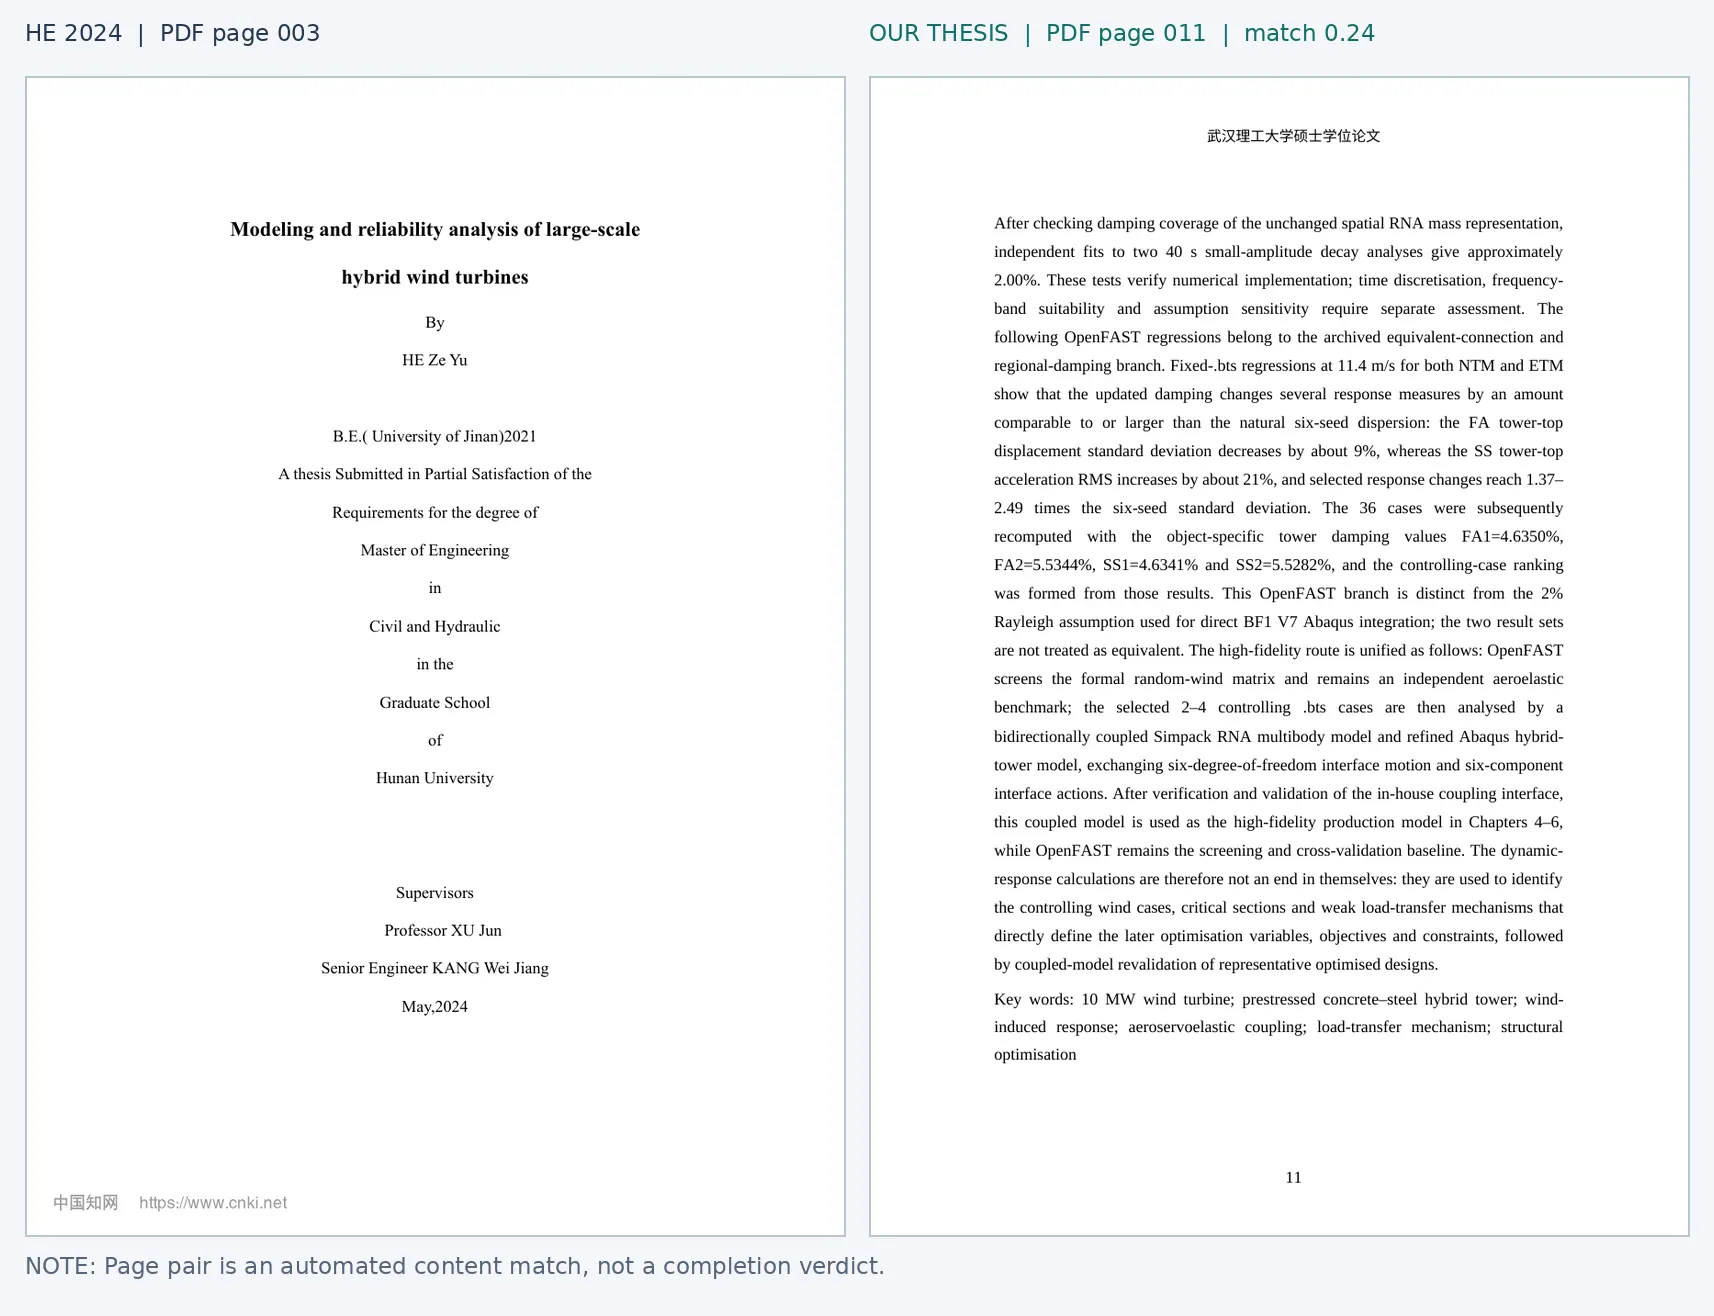 HE 2024 | PDF page 003
Modeling and reliability analysis of large-scale
hybrid wind turbines
By
HE Ze Yu
B.E.( University of Jinan)2021
A thesis Submitted in Partial Satisfaction of the
Requirements for the degree of
Master of Engineering
in
Civil and Hydraulic
in the
Graduate School
of
Hunan University
Supervisors
Professor XU Jun
Senior Engineer KANG Wei Jiang
May,2024
中国知网 https://www.cnki.net
OUR THESIS | PDF page 011 | match 0.24
武汉理工大学硕士学位论文
After checking damping coverage of the unchanged spatial RNA mass representation,
independent fits to two 40 s small-amplitude decay analyses give approximately
2.00%. These tests verify numerical implementation; time discretisation, frequency-
band suitability and assumption sensitivity require separate assessment. The
following OpenFAST regressions belong to the archived equivalent-connection and
regional-damping branch. Fixed-.bts regressions at 11.4 m/s for both NTM and ETM
show that the updated damping changes several response measures by an amount
comparable to or larger than the natural six-seed dispersion: the FA tower-top
displacement standard deviation decreases by about 9%, whereas the SS tower-top
acceleration RMS increases by about 21%, and selected response changes reach 1.37–
2.49 times the six-seed standard deviation. The 36 cases were subsequently
recomputed with the object-specific tower damping values FA1=4.6350%,
FA2=5.5344%, SS1=4.6341% and SS2=5.5282%, and the controlling-case ranking
was formed from those results. This OpenFAST branch is distinct from the 2%
Rayleigh assumption used for direct BF1 V7 Abaqus integration; the two result sets
are not treated as equivalent. The high-fidelity route is unified as follows: OpenFAST
screens the formal random-wind matrix and remains an independent aeroelastic
benchmark; the selected 2–4 controlling .bts cases are then analysed by a
bidirectionally coupled Simpack RNA multibody model and refined Abaqus hybrid-
tower model, exchanging six-degree-of-freedom interface motion and six-component
interface actions. After verification and validation of the in-house coupling interface,
this coupled model is used as the high-fidelity production model in Chapters 4–6,
while OpenFAST remains the screening and cross-validation baseline. The dynamic-
response calculations are therefore not an end in themselves: they are used to identify
the controlling wind cases, critical sections and weak load-transfer mechanisms that
directly define the later optimisation variables, objectives and constraints, followed
by coupled-model revalidation of representative optimised designs.
Key words: 10 MW wind turbine; prestressed concrete–steel hybrid tower; wind-
induced response; aeroservoelastic coupling; load-transfer mechanism; structural
optimisation
11
NOTE: Page pair is an automated content match, not a completion verdict.